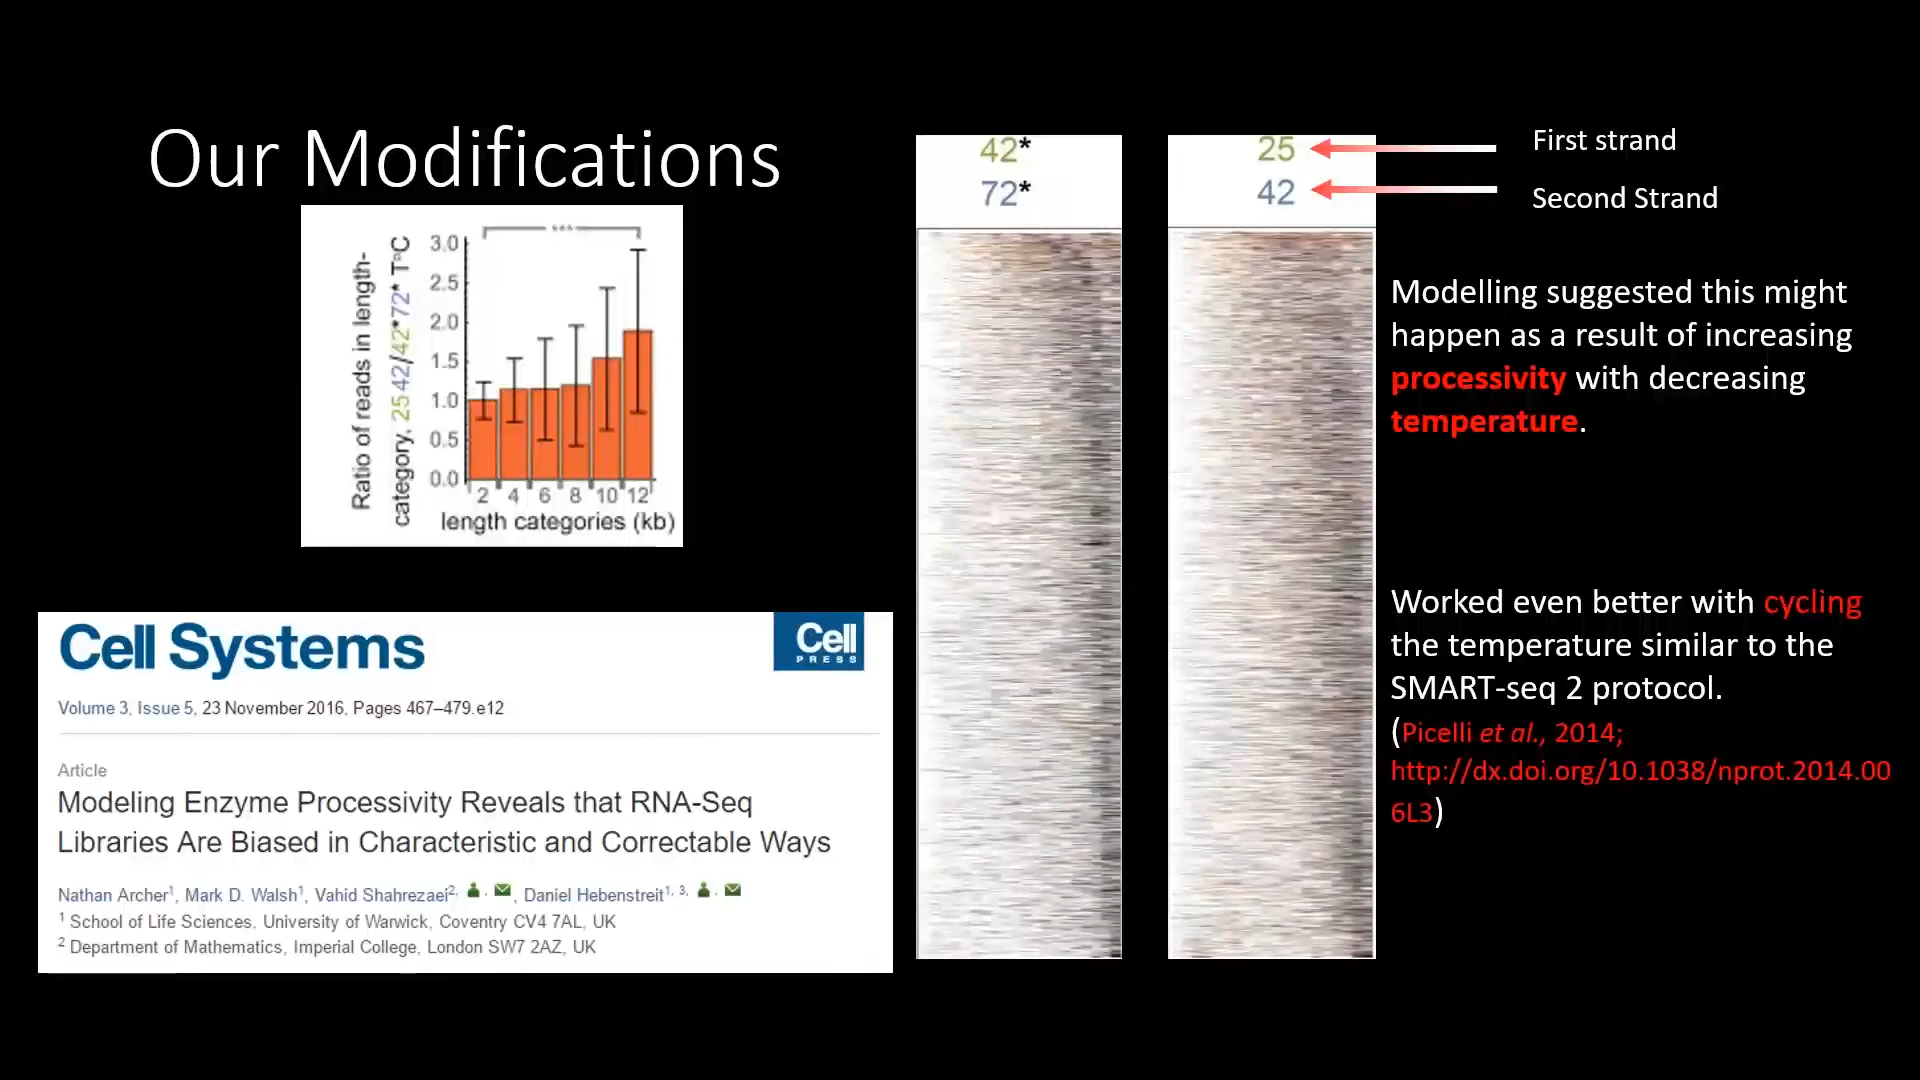 Our Modifications
Ratio of reads in length-
category, 25 42/42*72* T°C
3.0
2.5
2.0
1.5
1.0
0.5
0.0
***
2 4 6 8 10 12
length categories (kb)
42*
72*
25
42
First strand
Second Strand
Modelling suggested this might
happen as a result of increasing
processivity with decreasing
temperature.
Worked even better with cycling
the temperature similar to the
SMART-seq 2 protocol.
(Picelli et al., 2014;
http://dx.doi.org/10.1038/nprot.2014.00
6L3)
Cell Systems
Cell
PRESS
Volume 3, Issue 5, 23 November 2016, Pages 467–479.e12
Article
Modeling Enzyme Processivity Reveals that RNA-Seq
Libraries Are Biased in Characteristic and Correctable Ways
Nathan Archer1, Mark D. Walsh1, Vahid Shahrezaei2, , Daniel Hebenstreit1, 3,
1 School of Life Sciences, University of Warwick, Coventry CV4 7AL, UK
2 Department of Mathematics, Imperial College, London SW7 2AZ, UK